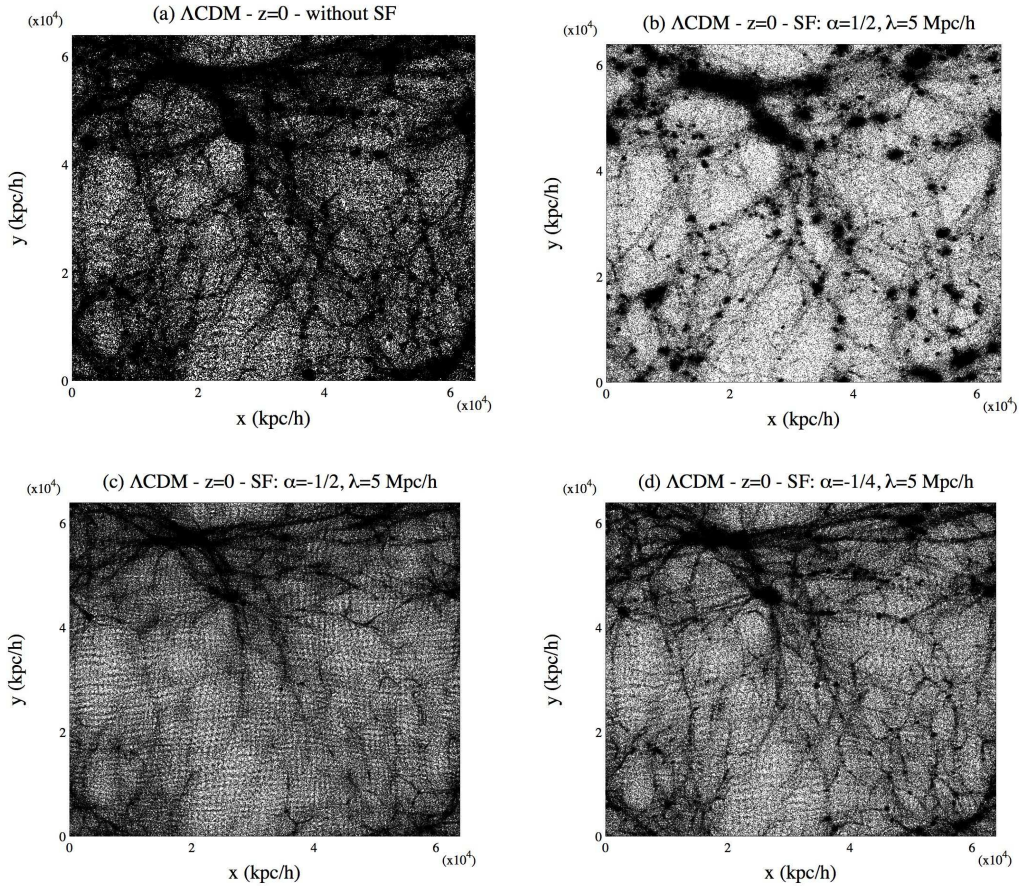 (a) ΛCDM - z=0 - without SF
(x10⁴)
6
4
2
0
y (kpc/h)
0 2 4 6
(x10⁴)
x (kpc/h)
(b) ΛCDM - z=0 - SF: α=1/2, λ=5 Mpc/h
(x10⁴)
6
4
2
0
y (kpc/h)
0 2 4 6
(x10⁴)
x (kpc/h)
(c) ΛCDM - z=0 - SF: α=-1/2, λ=5 Mpc/h
(x10⁴)
6
4
2
0
y (kpc/h)
0 2 4 6
(x10⁴)
x (kpc/h)
(d) ΛCDM - z=0 - SF: α=-1/4, λ=5 Mpc/h
(x10⁴)
6
4
2
0
y (kpc/h)
0 2 4 6
(x10⁴)
x (kpc/h)